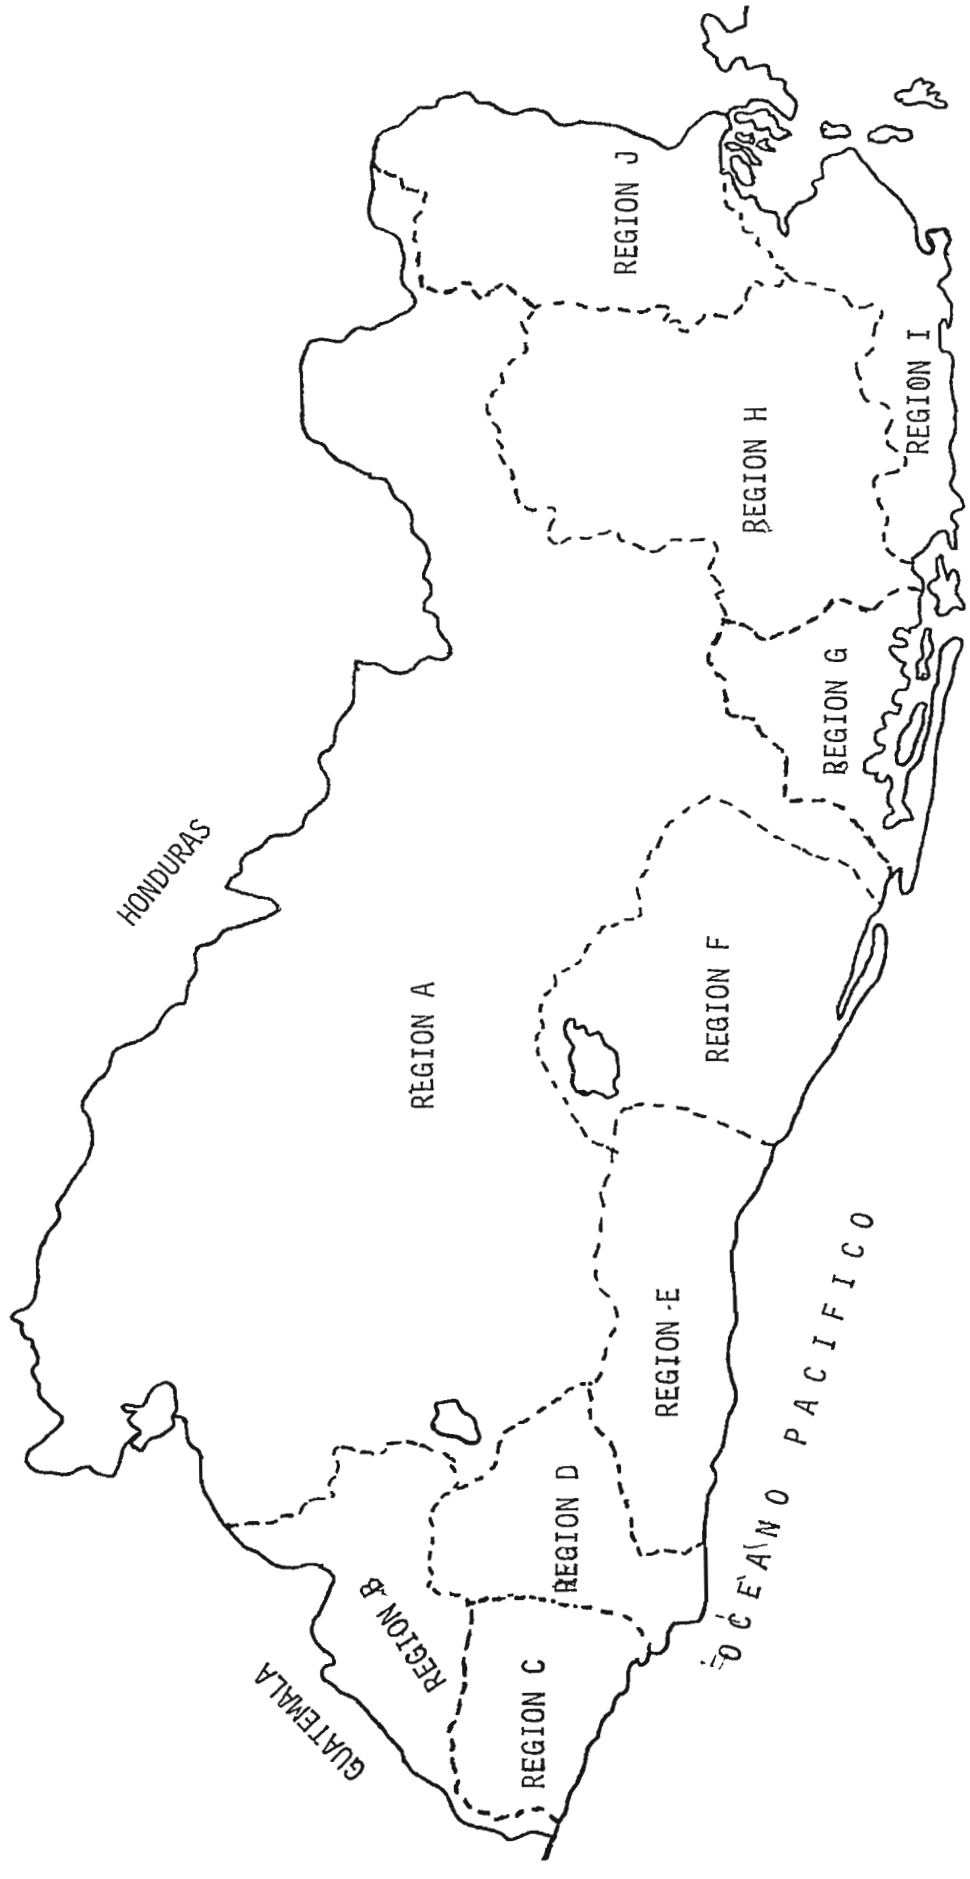 HONDURAS
GUATEMALA
REGION A
REGION B
REGION C
REGION D
REGION E
REGION F
REGION G
REGION H
REGION I
REGION J
OCEANO PACIFICO